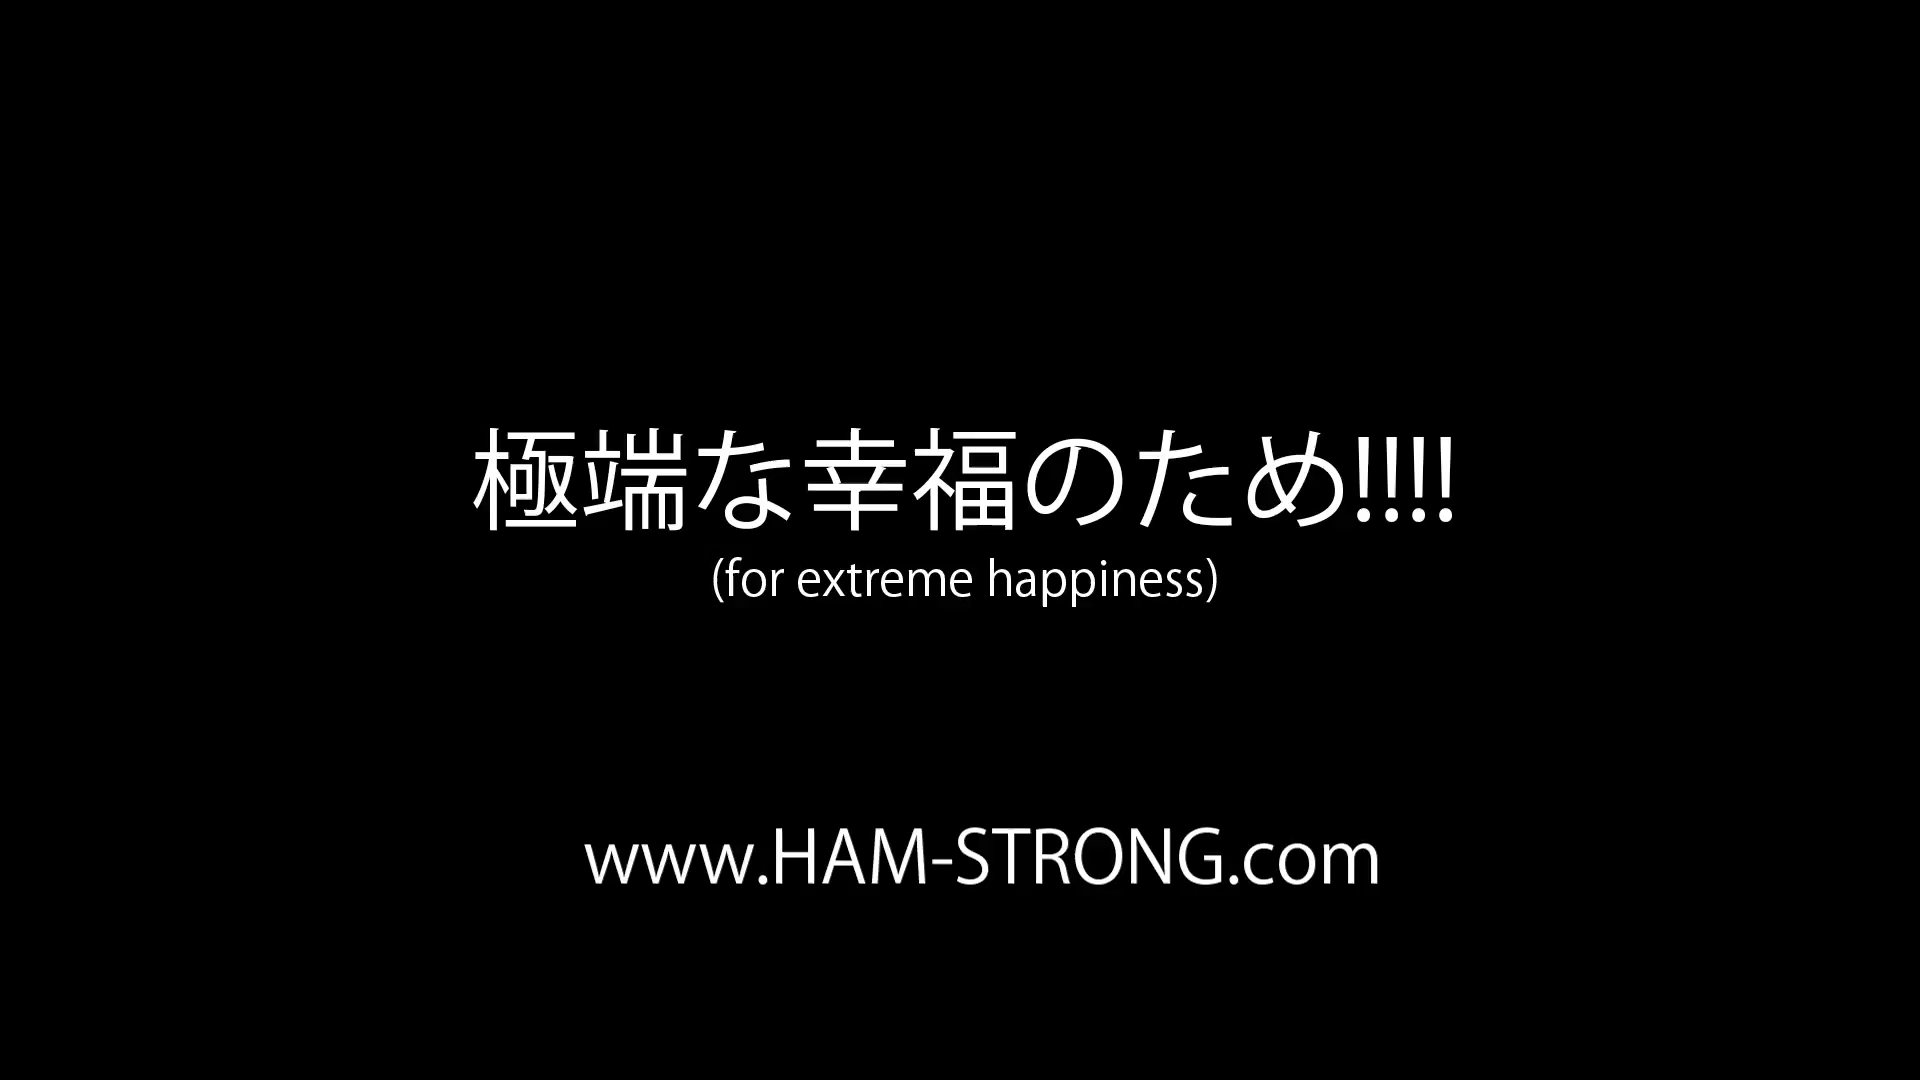 極端な幸福のため!!!!
(for extreme happiness)
www.HAM-STRONG.com